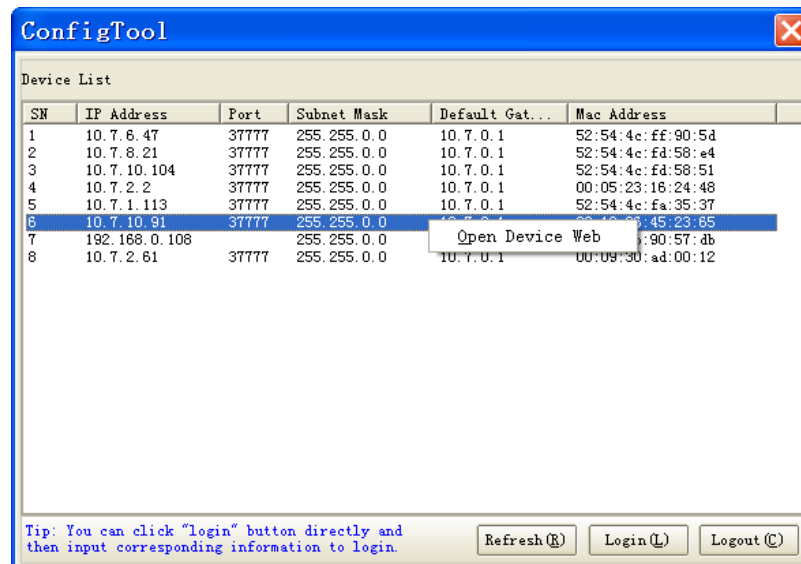 ConfigTool
Device List
SN IP Address Port Subnet Mask Default Gat... Mac Address
1 10.7.6.47 37777 255.255.0.0 10.7.0.1 52:54:4c:ff:90:5d
2 10.7.8.21 37777 255.255.0.0 10.7.0.1 52:54:4c:fd:58:e4
3 10.7.10.104 37777 255.255.0.0 10.7.0.1 52:54:4c:fd:58:51
4 10.7.2.2 37777 255.255.0.0 10.7.0.1 00:05:23:16:24:48
5 10.7.1.113 37777 255.255.0.0 10.7.0.1 52:54:4c:fa:35:37
6 10.7.10.91 37777 255.255.0.0 :45:23:65
Open Device Web
7 192.168.0.108 255.255.0.0 :90:57:db
8 10.7.2.61 37777 255.255.0.0 10.7.0.1 00:09:30:ad:00:12
Tip: You can click "login" button directly and
then input corresponding information to login.
Refresh(R) Login(L) Logout(C)